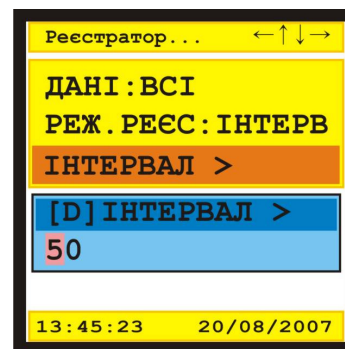 Реєстратор... ←↑↓→
ДАНІ:ВСІ
РЕЖ.РЕЄС:ІНТЕРВ
ІНТЕРВАЛ >
[D]ІНТЕРВАЛ >
50
13:45:23 20/08/2007